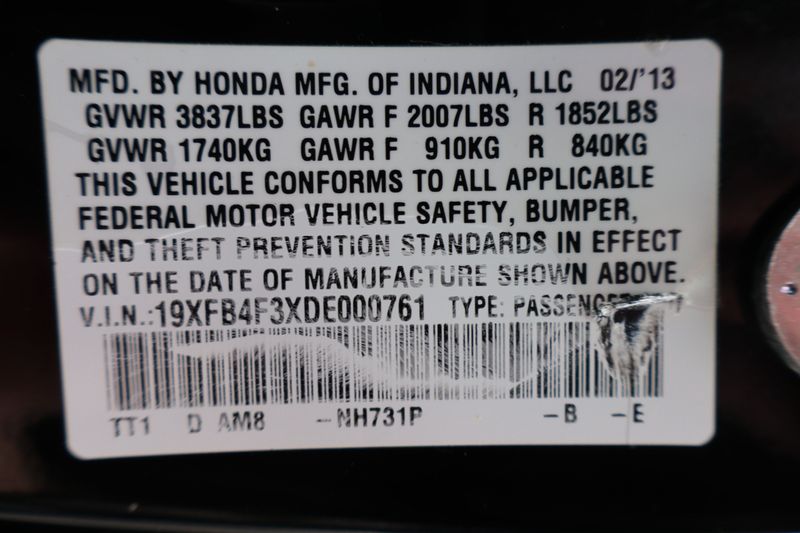 MFD. BY HONDA MFG. OF INDIANA, LLC 02/'13
GVWR 3837LBS GAWR F 2007LBS R 1852LBS
GVWR 1740KG GAWR F 910KG R 840KG
THIS VEHICLE CONFORMS TO ALL APPLICABLE
FEDERAL MOTOR VEHICLE SAFETY, BUMPER,
AND THEFT PREVENTION STANDARDS IN EFFECT
ON THE DATE OF MANUFACTURE SHOWN ABOVE.
V.I.N.:19XFB4F3XDE000761 TYPE: PASSENGER
TT1 D AM8 -NH731P -B -E